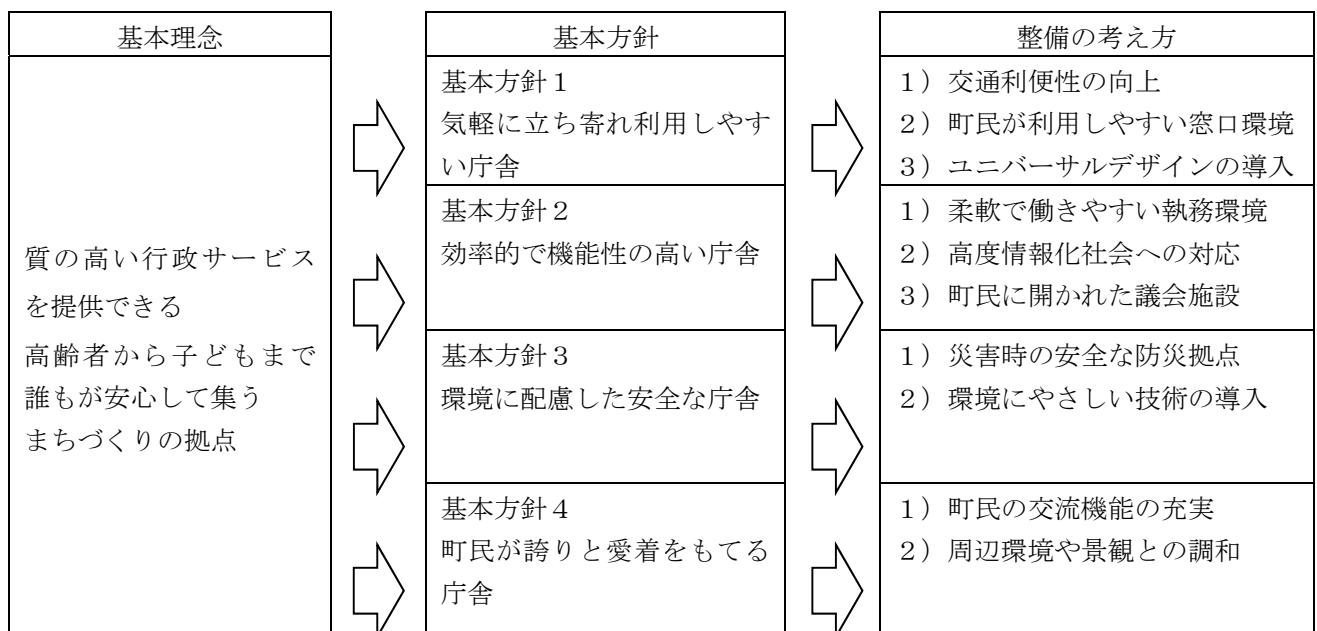 基本理念
質の高い行政サービス
を提供できる
高齢者から子どもまで
誰もが安心して集う
まちづくりの拠点
基本方針
基本方針１
気軽に立ち寄れ利用しやす
い庁舎
基本方針２
効率的で機能性の高い庁舎
基本方針３
環境に配慮した安全な庁舎
基本方針４
町民が誇りと愛着をもてる
庁舎
整備の考え方
１）交通利便性の向上
２）町民が利用しやすい窓口環境
３）ユニバーサルデザインの導入
１）柔軟で働きやすい執務環境
２）高度情報化社会への対応
３）町民に開かれた議会施設
１）災害時の安全な防災拠点
２）環境にやさしい技術の導入
１）町民の交流機能の充実
２）周辺環境や景観との調和